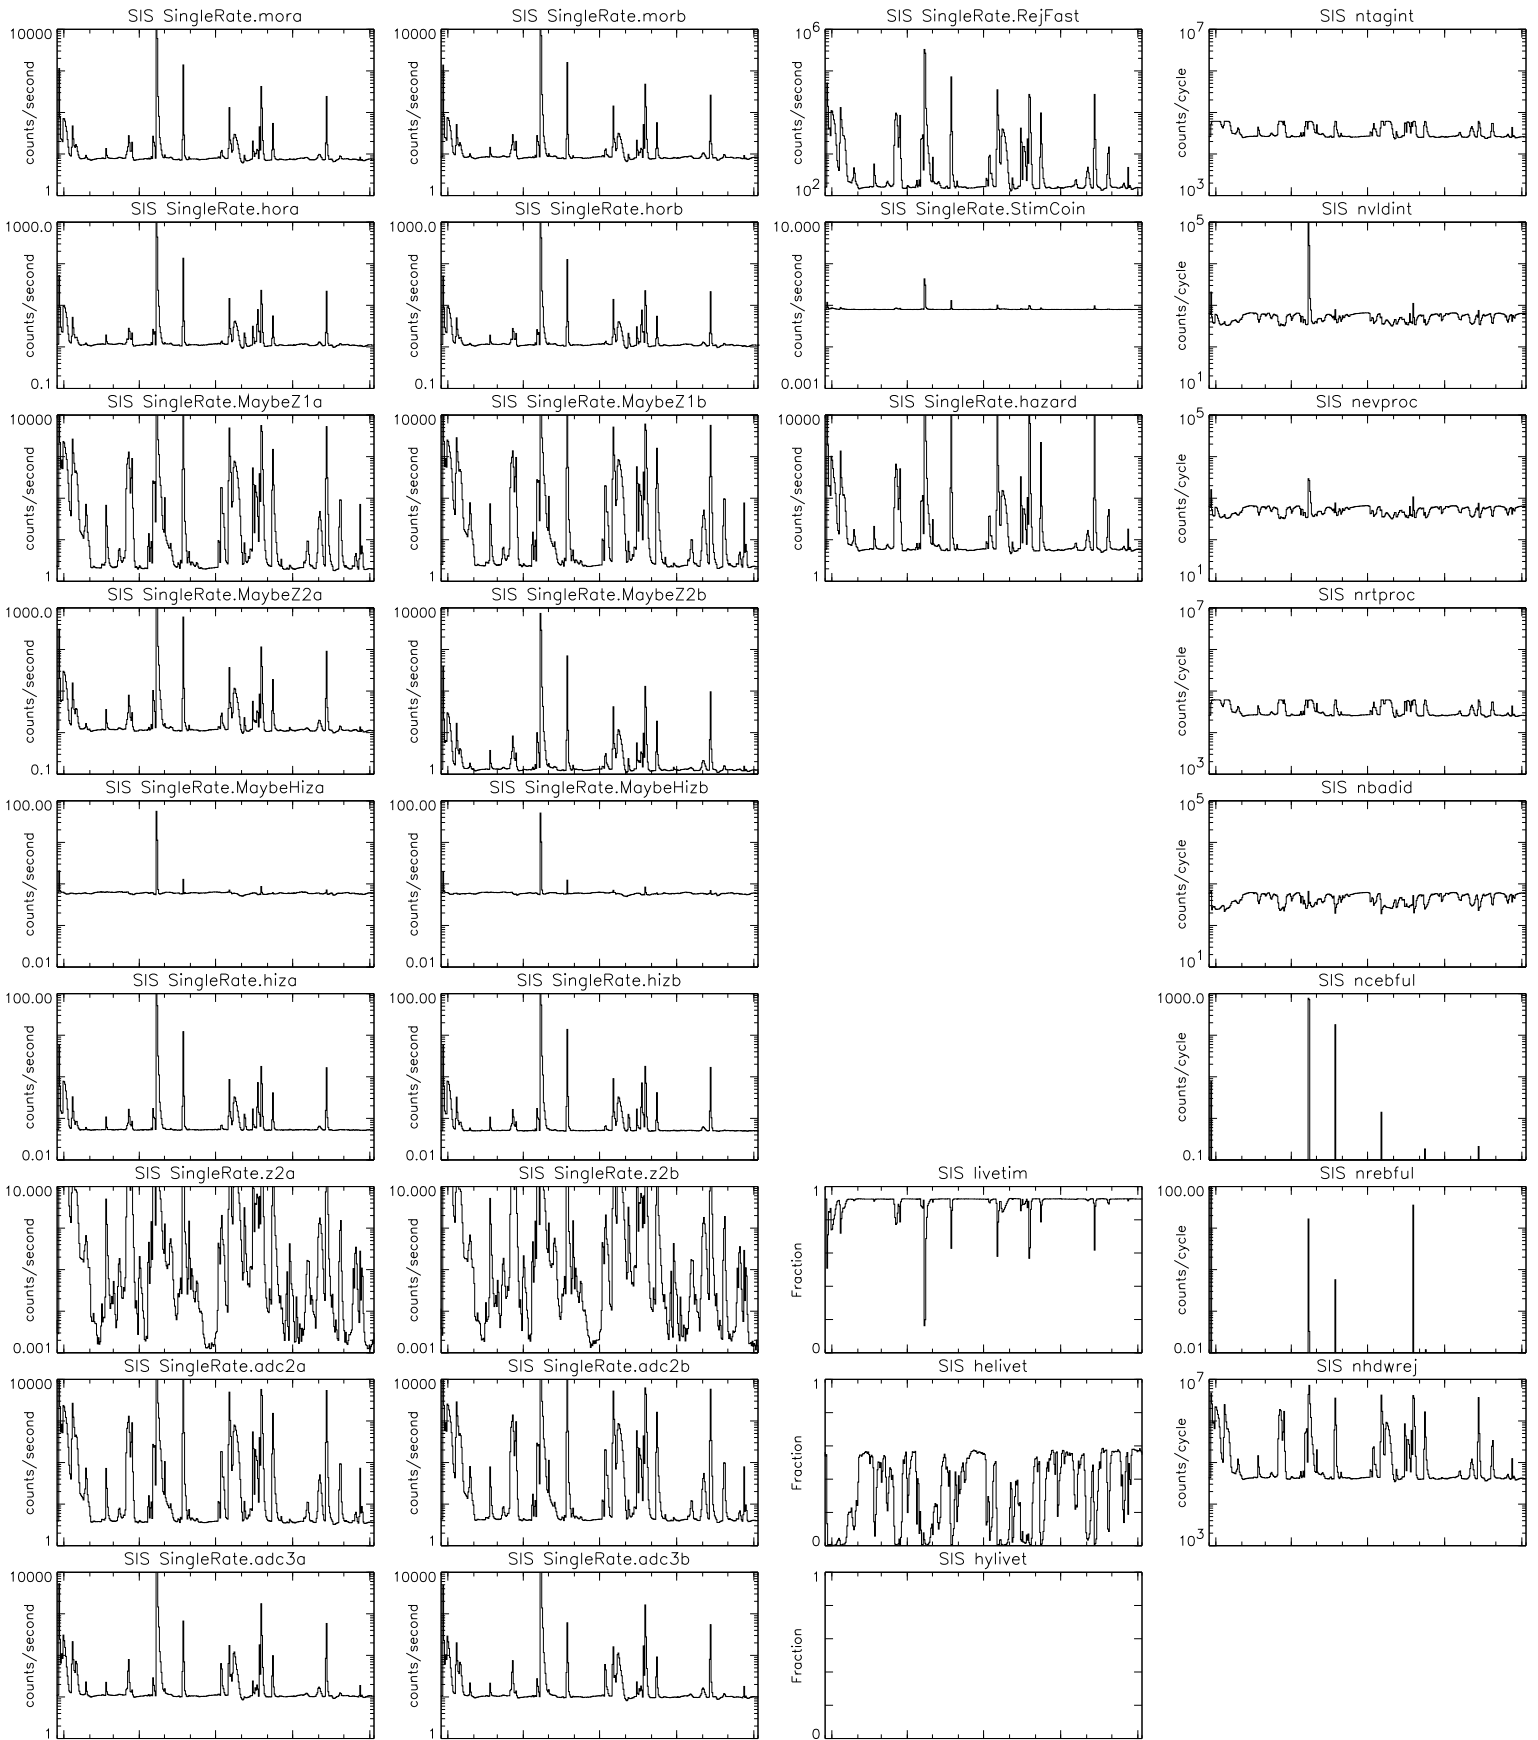 SIS SingleRate.mora
10000
counts/second
1
SIS SingleRate.morb
10000
counts/second
1
SIS SingleRate.RejFast
10^6
counts/second
10^2
SIS ntagint
10^7
counts/cycle
10^3
SIS SingleRate.hora
1000.0
counts/second
0.1
SIS SingleRate.horb
1000.0
counts/second
0.1
SIS SingleRate.StimCoin
10.000
counts/second
0.001
SIS nvldint
10^5
counts/cycle
10^1
SIS SingleRate.MaybeZ1a
10000
counts/second
1
SIS SingleRate.MaybeZ1b
10000
counts/second
1
SIS SingleRate.hazard
10000
counts/second
1
SIS nevproc
10^5
counts/cycle
10^1
SIS SingleRate.MaybeZ2a
1000.0
counts/second
0.1
SIS SingleRate.MaybeZ2b
10000
counts/second
1
SIS nrtproc
10^7
counts/cycle
10^3
SIS SingleRate.MaybeHiza
100.00
counts/second
0.01
SIS SingleRate.MaybeHizb
100.00
counts/second
0.01
SIS nbadid
10^5
counts/cycle
10^1
SIS SingleRate.hiza
100.00
counts/second
0.01
SIS SingleRate.hizb
100.00
counts/second
0.01
SIS ncebful
1000.0
counts/cycle
0.1
SIS SingleRate.z2a
10.000
counts/second
0.001
SIS SingleRate.z2b
10.000
counts/second
0.001
SIS livetim
1
Fraction
0
SIS nrebful
100.00
counts/cycle
0.01
SIS SingleRate.adc2a
10000
counts/second
1
SIS SingleRate.adc2b
10000
counts/second
1
SIS helivet
1
Fraction
0
SIS nhdwrej
10^7
counts/cycle
10^3
SIS SingleRate.adc3a
10000
counts/second
1
SIS SingleRate.adc3b
10000
counts/second
1
SIS hylivet
1
Fraction
0